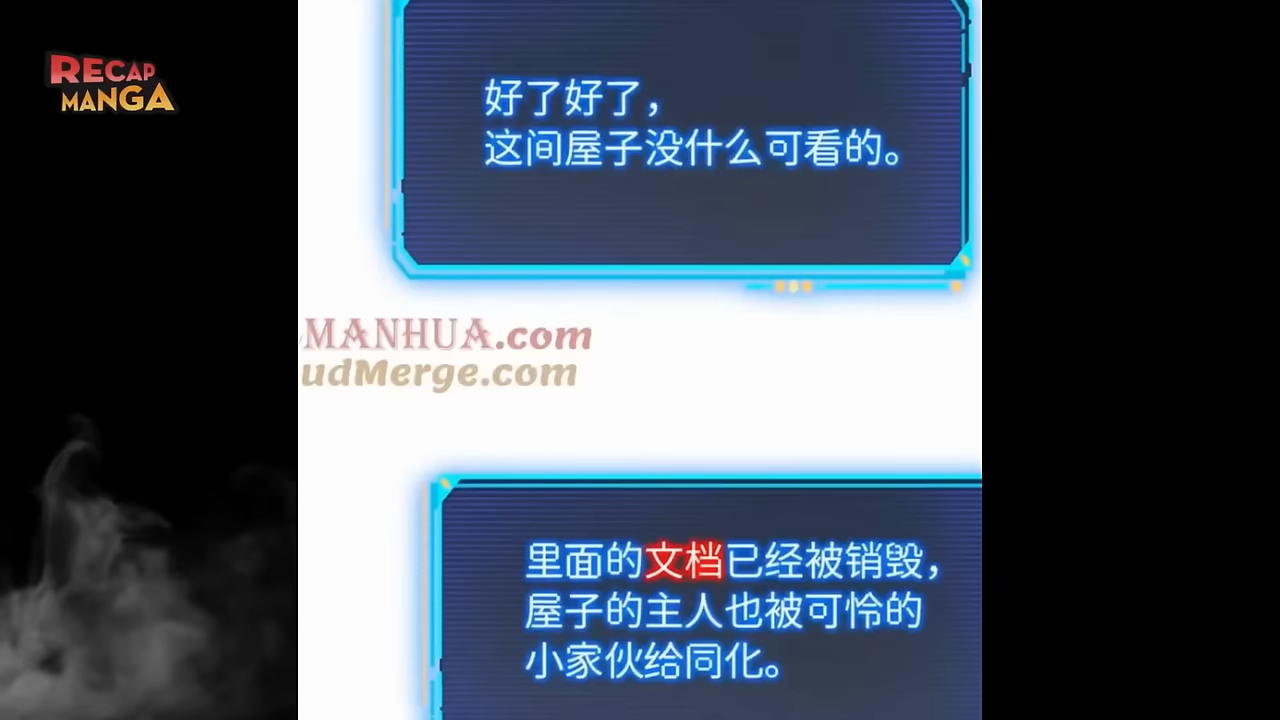 RECAP
MANGA
好了好了，
这间屋子没什么可看的。
MANHUA.com
udMerge.com
里面的文档已经被销毁，
屋子的主人也被可怜的
小家伙给同化。